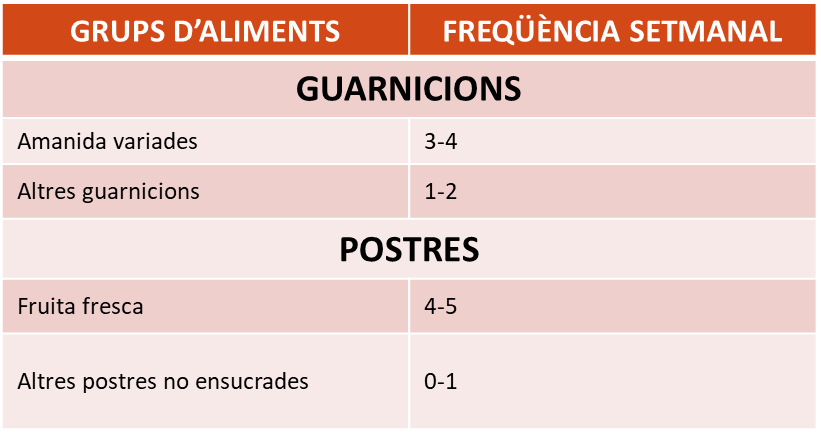 GRUPS D’ALIMENTS FREQÜÈNCIA SETMANAL
GUARNICIONS
Amanida variades 3-4
Altres guarnicions 1-2
POSTRES
Fruita fresca 4-5
Altres postres no ensucrades 0-1